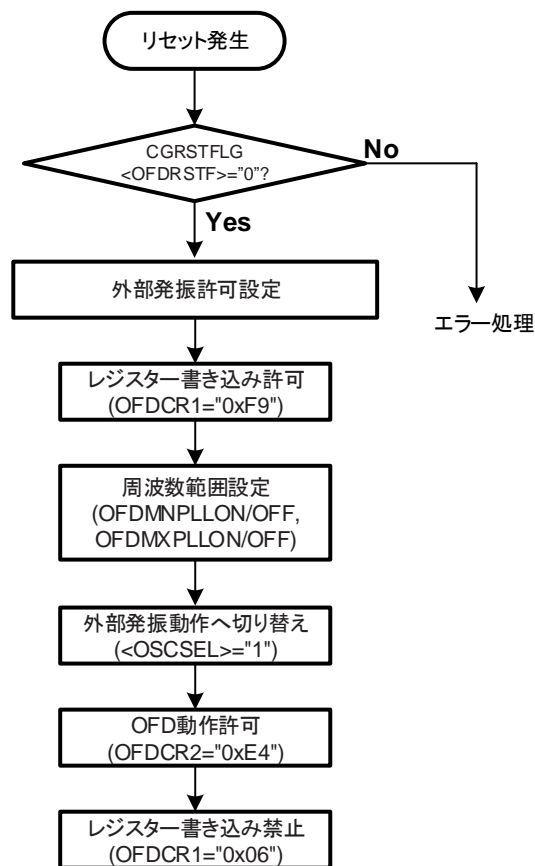 リセット発生
CGRSTFLG
<OFDRSTF>=”0”?
No
Yes
外部発振許可設定
エラー処理
レジスター書き込み許可
(OFDCR1="0xF9")
周波数範囲設定
(OFDMNPLLON/OFF,
OFDMXPLLON/OFF)
外部発振動作へ切り替え
(<OSCSEL>="1")
OFD動作許可
(OFDCR2="0xE4")
レジスター書き込み禁止
(OFDCR1="0x06")